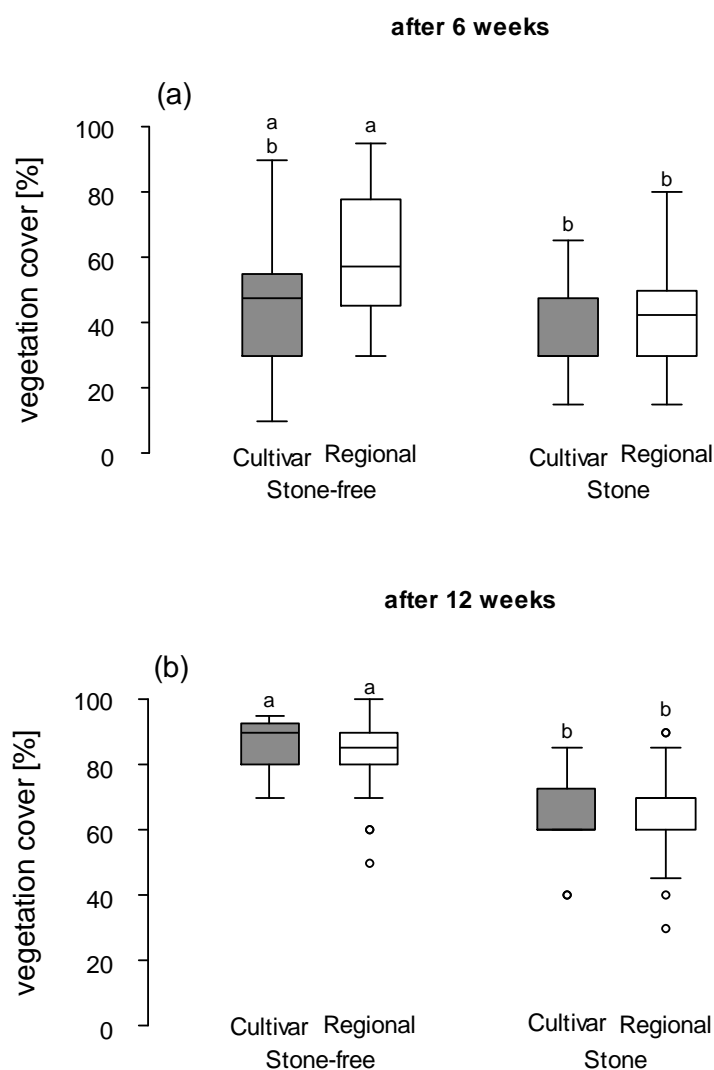 after 6 weeks
(a)
vegetation cover [%]
100
80
60
40
20
0
a
b
a
b
b
Cultivar Regional
Stone-free
Cultivar Regional
Stone
after 12 weeks
(b)
vegetation cover [%]
100
80
60
40
20
0
a
a
b
b
Cultivar Regional
Stone-free
Cultivar Regional
Stone